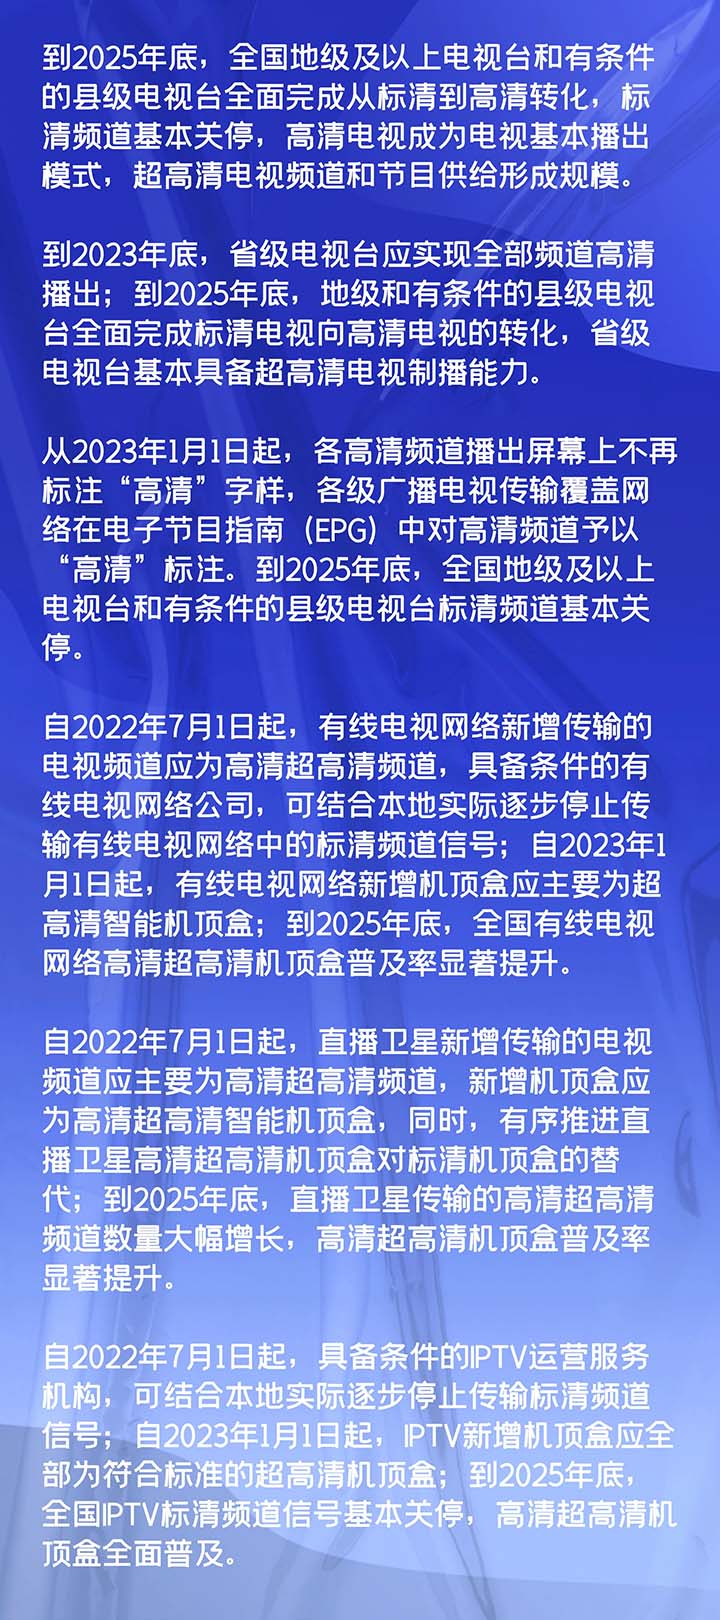 到2025年底，全国地级及以上电视台和有条件
的县级电视台全面完成从标清到高清转化，标
清频道基本关停，高清电视成为电视基本播出
模式，超高清电视频道和节目供给形成规模。
到2023年底，省级电视台应实现全部频道高清
播出；到2025年底，地级和有条件的县级电视
台全面完成标清电视向高清电视的转化，省级
电视台基本具备超高清电视制播能力。
从2023年1月1日起，各高清频道播出屏幕上不再
标注“高清”字样，各级广播电视传输覆盖网
络在电子节目指南（EPG）中对高清频道予以
“高清”标注。到2025年底，全国地级及以上
电视台和有条件的县级电视台标清频道基本关
停。
自2022年7月1日起，有线电视网络新增传输的
电视频道应为高清超高清频道，具备条件的有
线电视网络公司，可结合本地实际逐步停止传
输有线电视网络中的标清频道信号；自2023年1
月1日起，有线电视网络新增机顶盒应主要为超
高清智能机顶盒；到2025年底，全国有线电视
网络高清超高清机顶盒普及率显著提升。
自2022年7月1日起，直播卫星新增传输的电视
频道应主要为高清超高清频道，新增机顶盒应
为高清超高清智能机顶盒，同时，有序推进直
播卫星高清超高清机顶盒对标清机顶盒的替
代；到2025年底，直播卫星传输的高清超高清
频道数量大幅增长，高清超高清机顶盒普及率
显著提升。
自2022年7月1日起，具备条件的IPTV运营服务
机构，可结合本地实际逐步停止传输标清频道
信号；自2023年1月1日起，IPTV新增机顶盒应全
部为符合标准的超高清机顶盒；到2025年底，
全国IPTV标清频道信号基本关停，高清超高清机
顶盒全面普及。